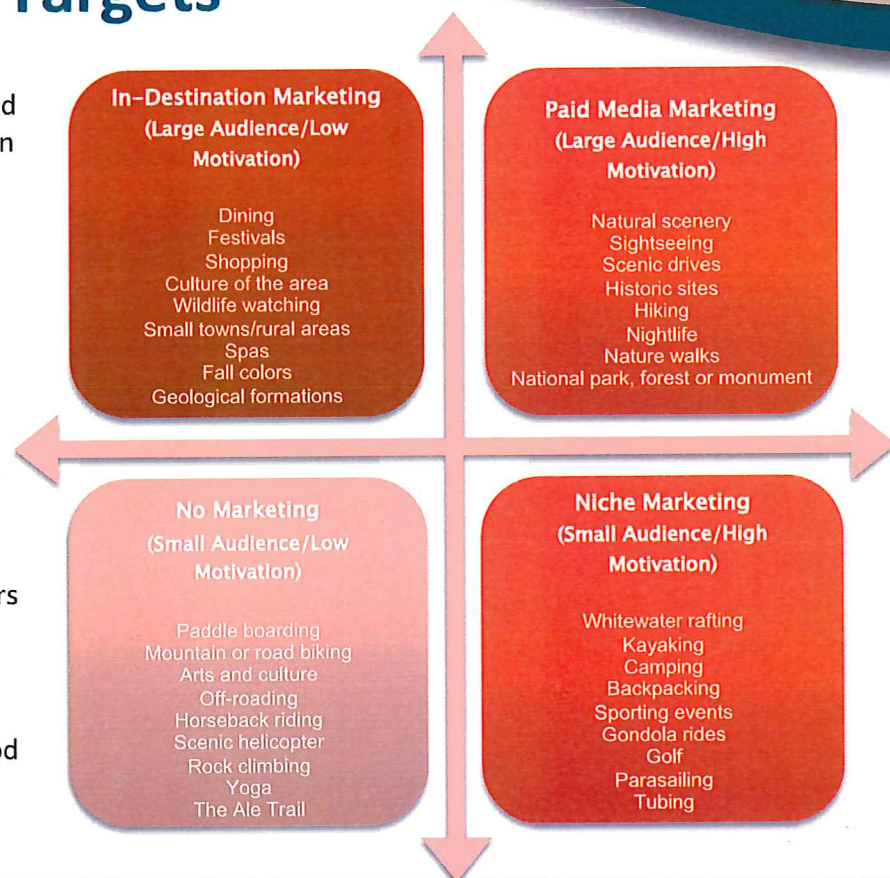 Targets
In-Destination Marketing
(Large Audience/Low
Motivation)
Dining
Festivals
Shopping
Culture of the area
Wildlife watching
Small towns/rural areas
Spas
Fall colors
Geological formations
Paid Media Marketing
(Large Audience/High
Motivation)
Natural scenery
Sightseeing
Scenic drives
Historic sites
Hiking
Nightlife
Nature walks
National park, forest or monument
No Marketing
(Small Audience/Low
Motivation)
Paddle boarding
Mountain or road biking
Arts and culture
Off-roading
Horseback riding
Scenic helicopter
Rock climbing
Yoga
The Ale Trail
Niche Marketing
(Small Audience/High
Motivation)
Whitewater rafting
Kayaking
Camping
Backpacking
Sporting events
Gondola rides
Golf
Parasailing
Tubing